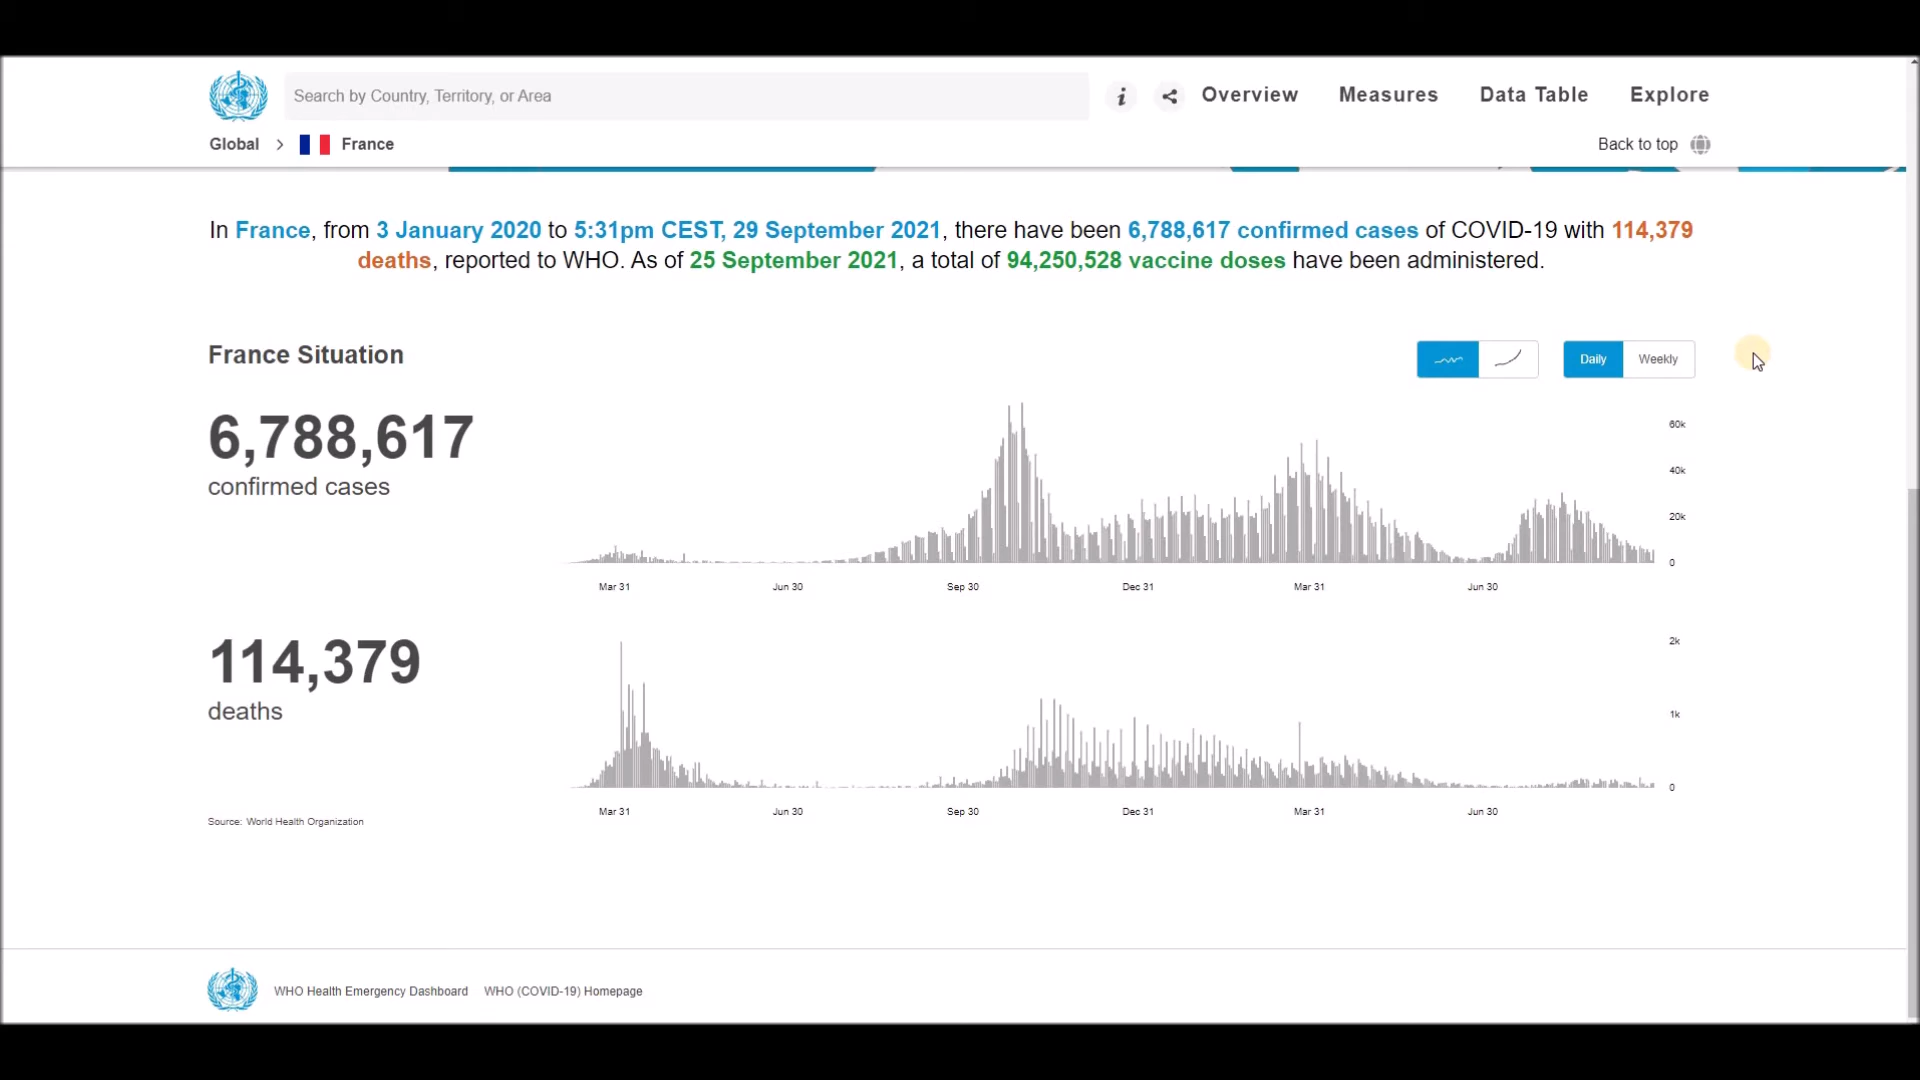 Search by Country, Territory, or Area
i
Overview
Measures
Data Table
Explore
Global > France
Back to top
In France, from 3 January 2020 to 5:31pm CEST, 29 September 2021, there have been 6,788,617 confirmed cases of COVID-19 with 114,379
deaths, reported to WHO. As of 25 September 2021, a total of 94,250,528 vaccine doses have been administered.
France Situation
Daily
Weekly
6,788,617
confirmed cases
60k
40k
20k
0
Mar 31
Jun 30
Sep 30
Dec 31
Mar 31
Jun 30
114,379
deaths
2k
1k
0
Mar 31
Jun 30
Sep 30
Dec 31
Mar 31
Jun 30
Source: World Health Organization
WHO Health Emergency Dashboard
WHO (COVID-19) Homepage